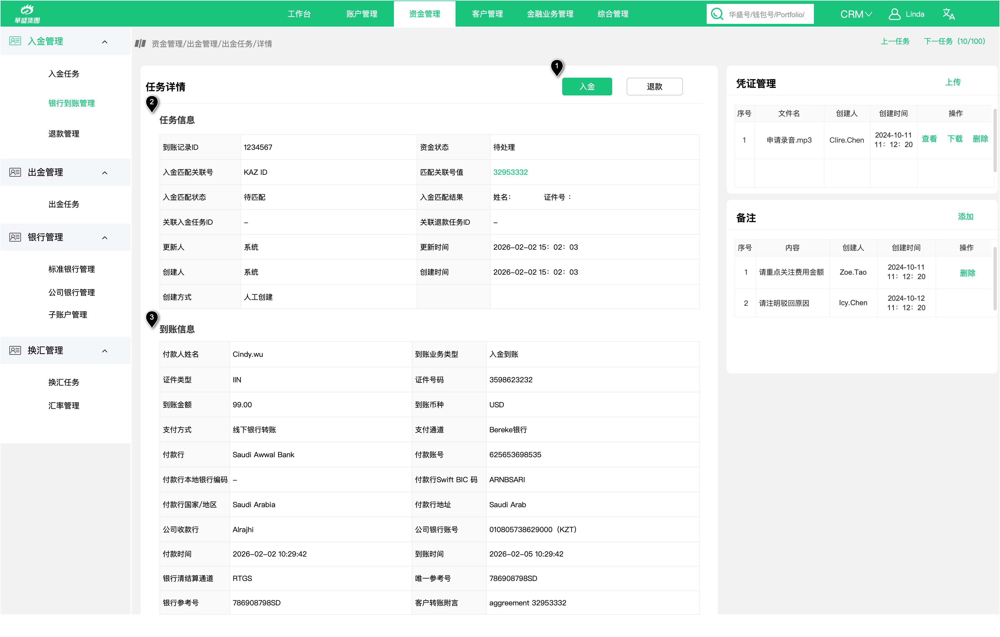 華盛集團
工作台 账户管理 资金管理 客户管理 金融业务管理 综合管理
华盛号/钱包号/Portfolio/
CRM
Linda
文A
入金管理
入金任务
银行到账管理
退款管理
出金管理
出金任务
银行管理
标准银行管理
公司银行管理
子账户管理
换汇管理
换汇任务
汇率管理
资金管理/出金管理/出金任务/详情
上一任务 下一任务（10/100）
1
任务详情
入金 退款
2
任务信息
到账记录ID 1234567 资金状态 待处理
入金匹配关联号 KAZ ID 匹配关联号值 32953332
入金匹配状态 待匹配 入金匹配结果 姓名： 证件号 ：
关联入金任务ID – 关联退款任务ID –
更新人 系统 更新时间 2026–02–02 15：02：03
创建人 系统 创建时间 2026–02–02 15：02：03
创建方式 人工创建
3
到账信息
付款人姓名 Cindy.wu 到账业务类型 入金到账
证件类型 IIN 证件号码 3598623232
到账金额 99.00 到账币种 USD
支付方式 线下银行转账 支付通道 Bereke银行
付款行 Saudi Awwal Bank 付款账号 625653698535
付款行本地银行编码 – 付款行Swift BIC 码 ARNBSARI
付款行国家/地区 Saudi Arabia 付款行地址 Saudi Arab
公司收款行 Alrajhi 公司银行账号 010805738629000（KZT）
付款时间 2026–02–02 10:29:42 到账时间 2026–02–05 10:29:42
银行清结算通道 RTGS 唯一参考号 786908798SD
银行参考号 786908798SD 客户转账附言 aggreement 32953332
凭证管理 上传
序号 文件名 创建人 创建时间 操作
1 申请录音.mp3 Clire.Chen 2024-10-11 11：12：20 查看 下载 删除
备注 添加
序号 内容 创建人 创建时间 操作
1 请重点关注费用金额 Zoe.Tao 2024-10-11 11：12：20 删除
2 请注明驳回原因 Icy.Chen 2024-10-12 11：12：20